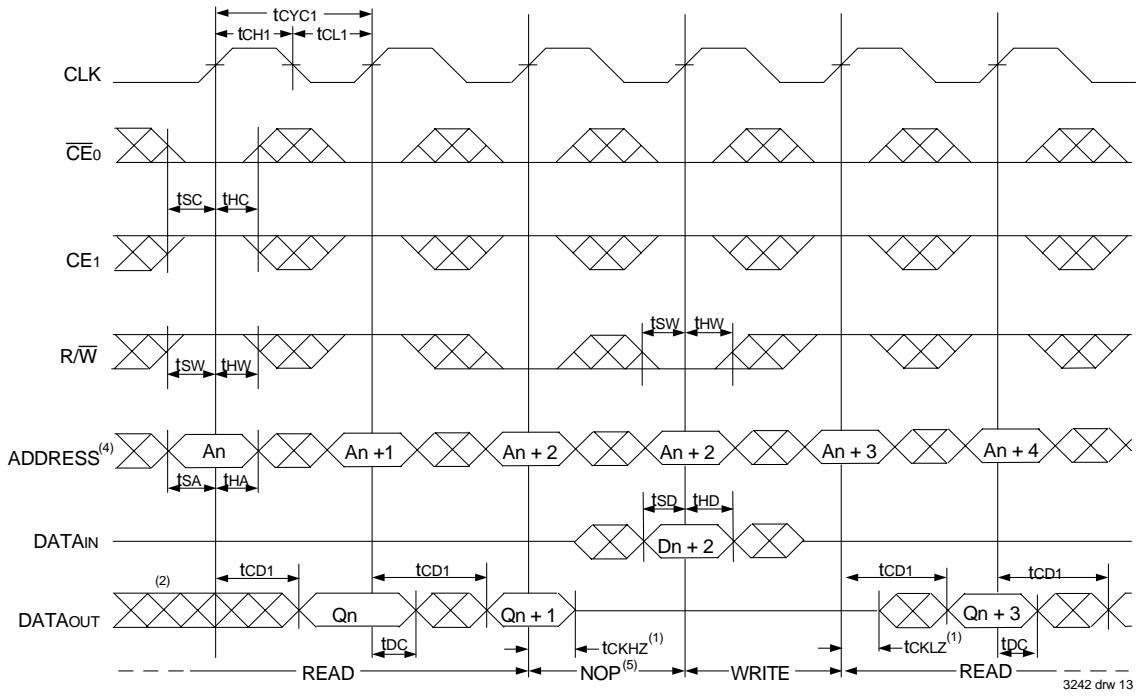 tCYC1
tCH1 tCL1
CLK
CE0
tSC tHC
CE1
tSW tHW
R/W
tSW tHW
ADDRESS(4) An An +1 An + 2 An + 2 An + 3 An + 4
tSA tHA
tSD tHD
DATAIN Dn + 2
(2) tCD1 tCD1 tCD1 tCD1
DATAOUT Qn Qn + 1 Qn + 3
tDC tCKHZ(1) tCKLZ(1) tDC
READ NOP(5) WRITE READ
3242 drw 13